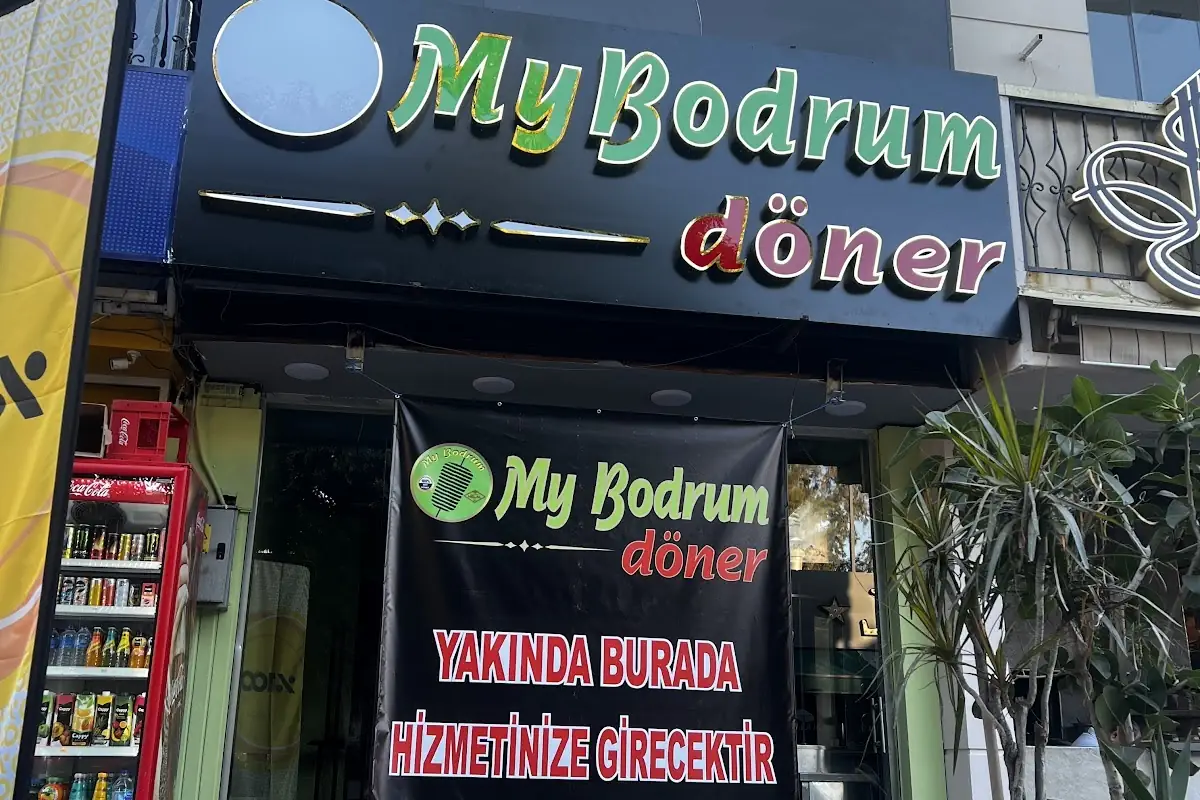 My Bodrum
döner
My Bodrum
My Bodrum
döner
YAKINDA BURADA
HİZMETİNİZE GİRECEKTİR
Coca-Cola
Coca-Cola
Cappy